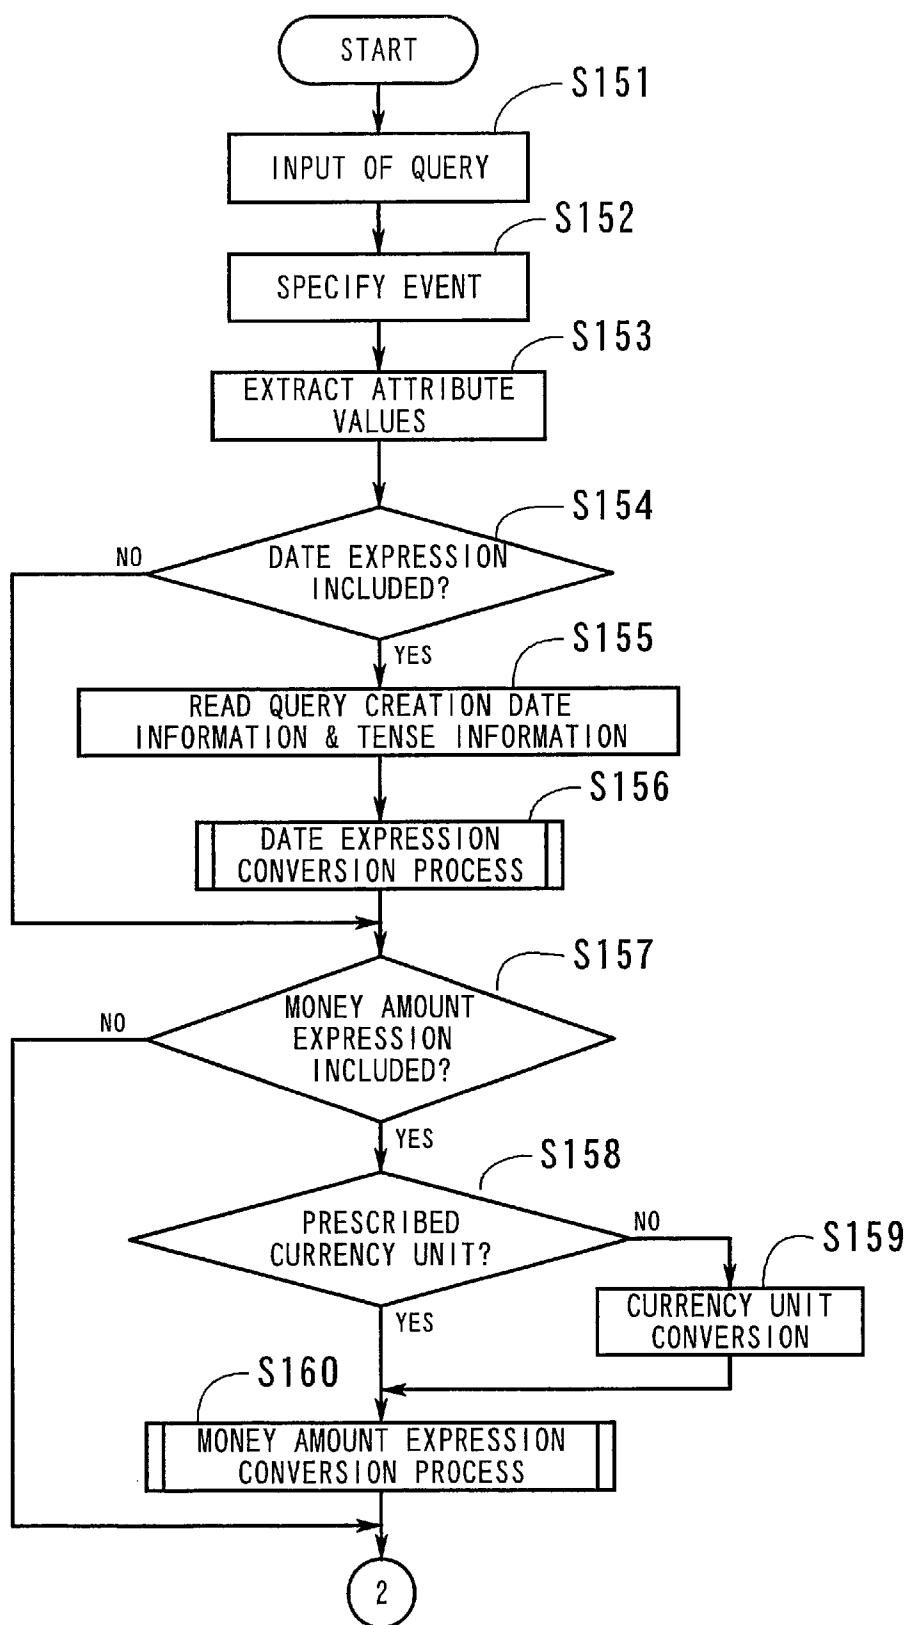 START
S151
INPUT OF QUERY
S152
SPECIFY EVENT
S153
EXTRACT ATTRIBUTE
VALUES
S154
NO
DATE EXPRESSION
INCLUDED?
YES
S155
READ QUERY CREATION DATE
INFORMATION & TENSE INFORMATION
S156
DATE EXPRESSION
CONVERSION PROCESS
S157
NO
MONEY AMOUNT
EXPRESSION
INCLUDED?
YES
S158
PRESCRIBED
CURRENCY UNIT?
NO
S159
YES
CURRENCY UNIT
CONVERSION
S160
MONEY AMOUNT EXPRESSION
CONVERSION PROCESS
2